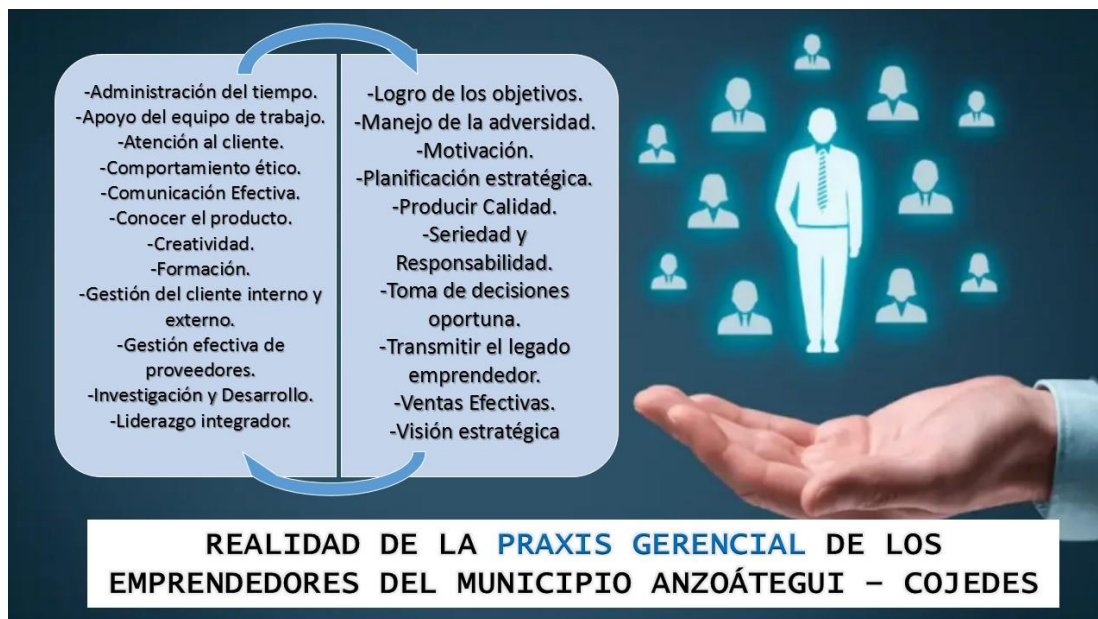 -Administración del tiempo.
-Apoyo del equipo de trabajo.
-Atención al cliente.
-Comportamiento ético.
-Comunicación Efectiva.
-Conocer el producto.
-Creatividad.
-Formación.
-Gestión del cliente interno y
externo.
-Gestión efectiva de
proveedores.
-Investigación y Desarrollo.
-Liderazgo integrador.
-Logro de los objetivos.
-Manejo de la adversidad.
-Motivación.
-Planificación estratégica.
-Producir Calidad.
-Seriedad y
Responsabilidad.
-Toma de decisiones
oportuna.
-Transmitir el legado
emprendedor.
-Ventas Efectivas.
-Visión estratégica
REALIDAD DE LA PRAXIS GERENCIAL DE LOS
EMPRENDEDORES DEL MUNICIPIO ANZOÁTEGUI – COJEDES